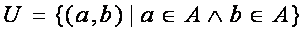 U = {(a,b) | a ∈ A ∧ b ∈ A}